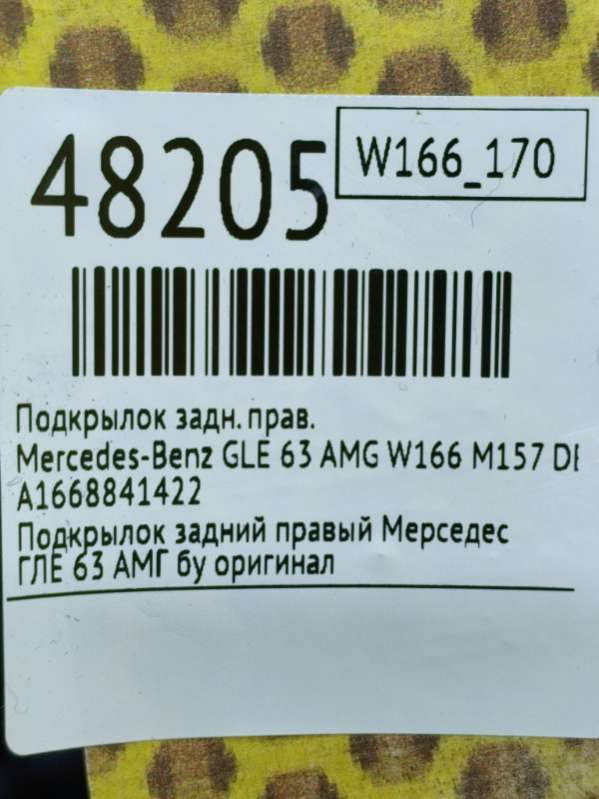 48205
W166_170
Подкрылок задн. прав.
Mercedes-Benz GLE 63 AMG W166 M157 DE
A1668841422
Подкрылок задний правый Мерседес
ГЛЕ 63 АМГ бу оригинал